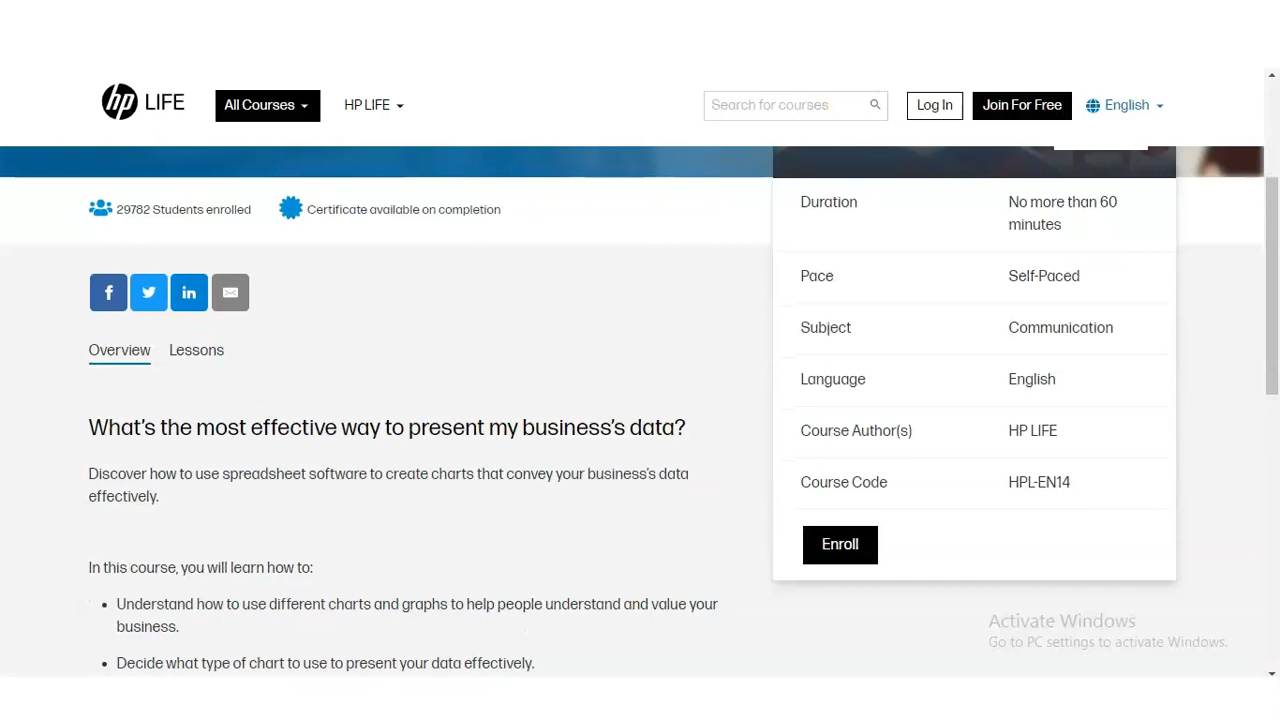 hp LIFE All Courses HP LIFE Search for courses Log In Join For Free English
29782 Students enrolled Certificate available on completion
Duration No more than 60
minutes
Pace Self-Paced
Subject Communication
Language English
Course Author(s) HP LIFE
Course Code HPL-EN14
Enroll
f in
Overview Lessons
What's the most effective way to present my business's data?
Discover how to use spreadsheet software to create charts that convey your business's data
effectively.
In this course, you will learn how to:
• Understand how to use different charts and graphs to help people understand and value your
business.
• Decide what type of chart to use to present your data effectively.
Activate Windows
Go to PC settings to activate Windows.